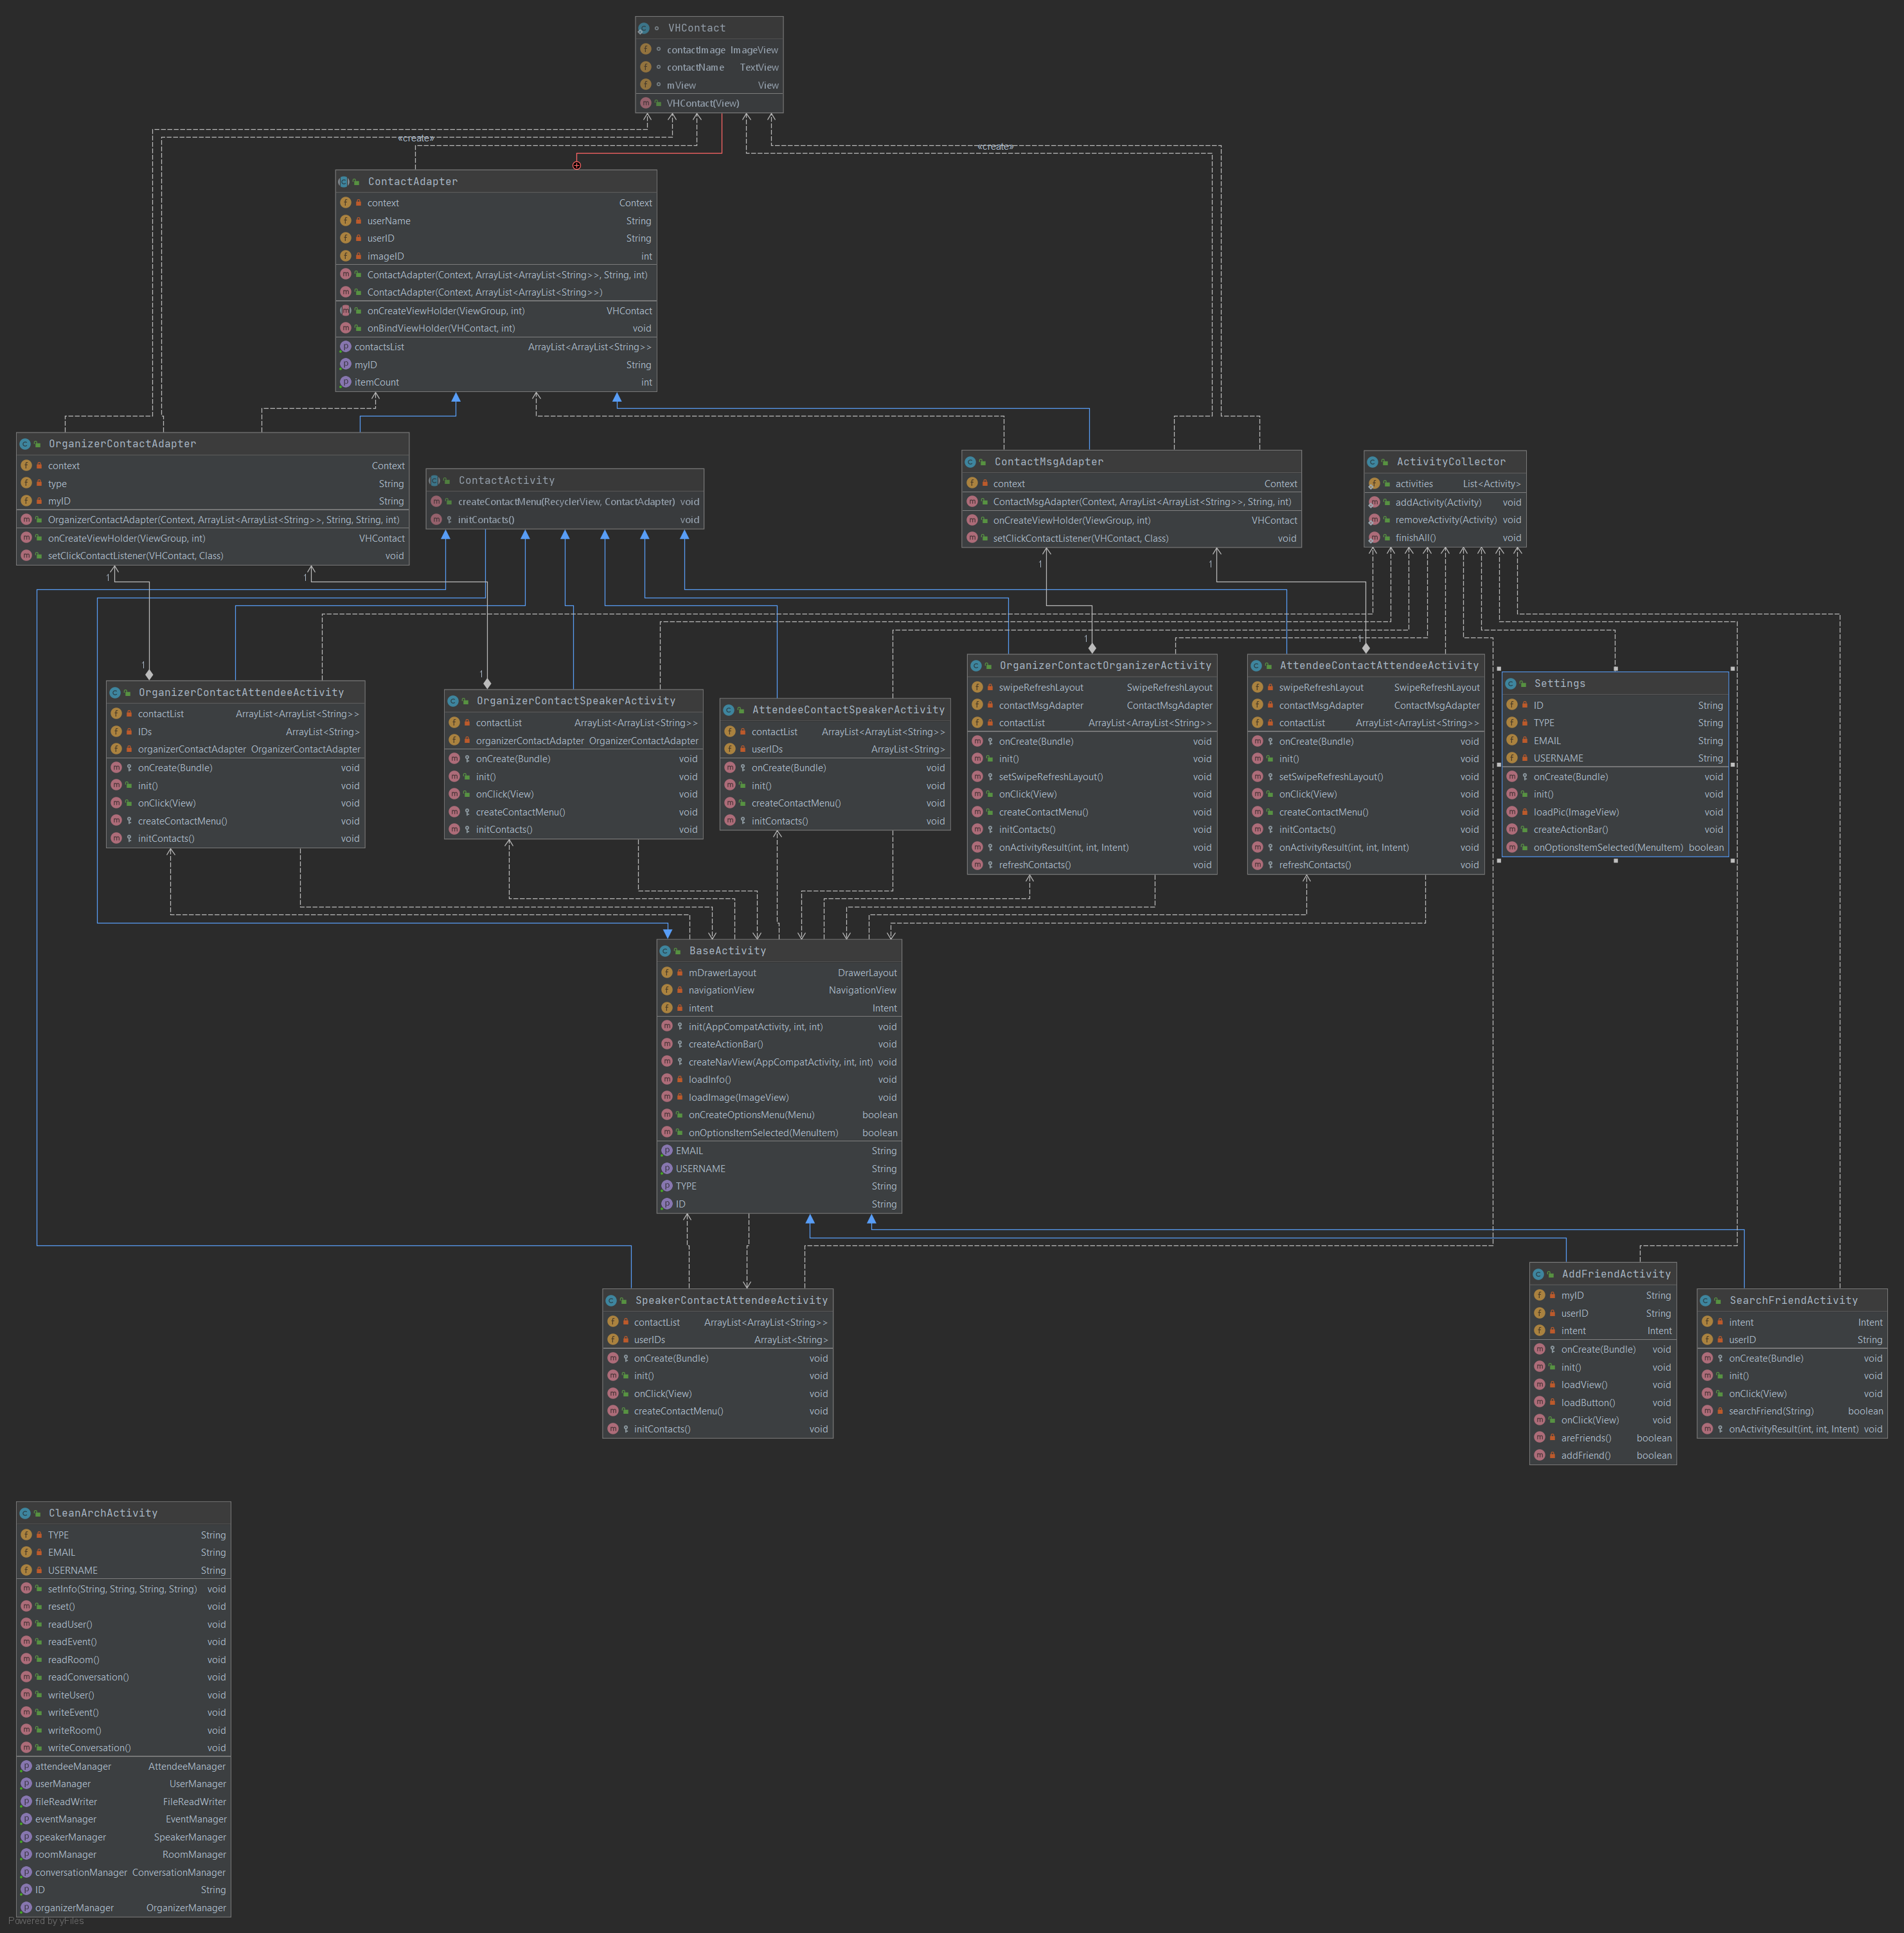 VHContact
contactImage ImageView
contactName TextView
mView View
VHContact(View)
«create»
«create»
ContactAdapter
context Context
userName String
userID String
imageID int
ContactAdapter(Context, ArrayList<ArrayList<String>>, String, int)
ContactAdapter(Context, ArrayList<ArrayList<String>>)
onCreateViewHolder(ViewGroup, int) VHContact
onBindViewHolder(VHContact, int) void
contactsList ArrayList<ArrayList<String>>
myID String
itemCount int
OrganizerContactAdapter
context Context
type String
myID String
OrganizerContactAdapter(Context, ArrayList<ArrayList<String>>, String, String, int)
onCreateViewHolder(ViewGroup, int) VHContact
setClickContactListener(VHContact, Class) void
ContactActivity
createContactMenu(RecyclerView, ContactAdapter) void
initContacts() void
ContactMsgAdapter
context Context
ContactMsgAdapter(Context, ArrayList<ArrayList<String>>, String, int)
onCreateViewHolder(ViewGroup, int) VHContact
setClickContactListener(VHContact, Class) void
ActivityCollector
activities List<Activity>
addActivity(Activity) void
removeActivity(Activity) void
finishAll() void
1
1
1
1
1
1
1
1
OrganizerContactAttendeeActivity
contactList ArrayList<ArrayList<String>>
IDs ArrayList<String>
organizerContactAdapter OrganizerContactAdapter
onCreate(Bundle) void
init() void
onClick(View) void
createContactMenu() void
initContacts() void
OrganizerContactSpeakerActivity
contactList ArrayList<ArrayList<String>>
organizerContactAdapter OrganizerContactAdapter
onCreate(Bundle) void
init() void
onClick(View) void
createContactMenu() void
initContacts() void
AttendeeContactSpeakerActivity
contactList ArrayList<ArrayList<String>>
userIDs ArrayList<String>
onCreate(Bundle) void
init() void
createContactMenu() void
initContacts() void
OrganizerContactOrganizerActivity
swipeRefreshLayout SwipeRefreshLayout
contactMsgAdapter ContactMsgAdapter
contactList ArrayList<ArrayList<String>>
onCreate(Bundle) void
init() void
setSwipeRefreshLayout() void
onClick(View) void
createContactMenu() void
initContacts() void
onActivityResult(int, int, Intent) void
refreshContacts() void
AttendeeContactAttendeeActivity
swipeRefreshLayout SwipeRefreshLayout
contactMsgAdapter ContactMsgAdapter
contactList ArrayList<ArrayList<String>>
onCreate(Bundle) void
init() void
setSwipeRefreshLayout() void
onClick(View) void
createContactMenu() void
initContacts() void
onActivityResult(int, int, Intent) void
refreshContacts() void
Settings
ID String
TYPE String
EMAIL String
USERNAME String
onCreate(Bundle) void
init() void
loadPic(ImageView) void
createActionBar() void
onOptionsItemSelected(MenuItem) boolean
BaseActivity
mDrawerLayout DrawerLayout
navigationView NavigationView
intent Intent
init(AppCompatActivity, int, int) void
createActionBar() void
createNavView(AppCompatActivity, int, int) void
loadInfo() void
loadImage(ImageView) void
onCreateOptionsMenu(Menu) boolean
onOptionsItemSelected(MenuItem) boolean
EMAIL String
USERNAME String
TYPE String
ID String
SpeakerContactAttendeeActivity
contactList ArrayList<ArrayList<String>>
userIDs ArrayList<String>
onCreate(Bundle) void
init() void
onClick(View) void
createContactMenu() void
initContacts() void
AddFriendActivity
myID String
userID String
intent Intent
onCreate(Bundle) void
init() void
loadView() void
loadButton() void
onClick(View) void
areFriends() boolean
addFriend() boolean
SearchFriendActivity
intent Intent
userID String
onCreate(Bundle) void
init() void
onClick(View) void
searchFriend(String) boolean
onActivityResult(int, int, Intent) void
CleanArchActivity
TYPE String
EMAIL String
USERNAME String
setInfo(String, String, String, String) void
reset() void
readUser() void
readEvent() void
readRoom() void
readConversation() void
writeUser() void
writeEvent() void
writeRoom() void
writeConversation() void
attendeeManager AttendeeManager
userManager UserManager
fileReadWriter FileReadWriter
eventManager EventManager
speakerManager SpeakerManager
roomManager RoomManager
conversationManager ConversationManager
ID String
organizerManager OrganizerManager
Powered by yFiles